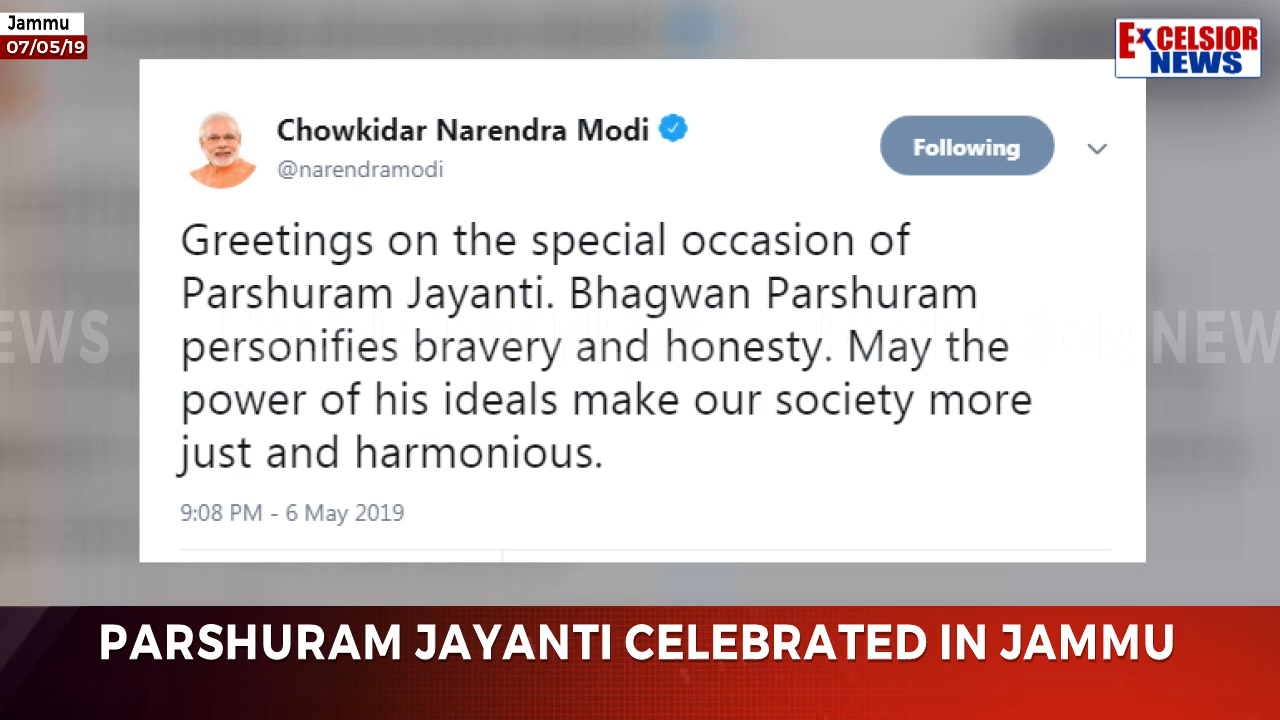 Jammu
07/05/19
EXCELSIOR
NEWS
Chowkidar Narendra Modi
@narendramodi
Following
Greetings on the special occasion of
Parshuram Jayanti. Bhagwan Parshuram
personifies bravery and honesty. May the
power of his ideals make our society more
just and harmonious.
9:08 PM - 6 May 2019
PARSHURAM JAYANTI CELEBRATED IN JAMMU